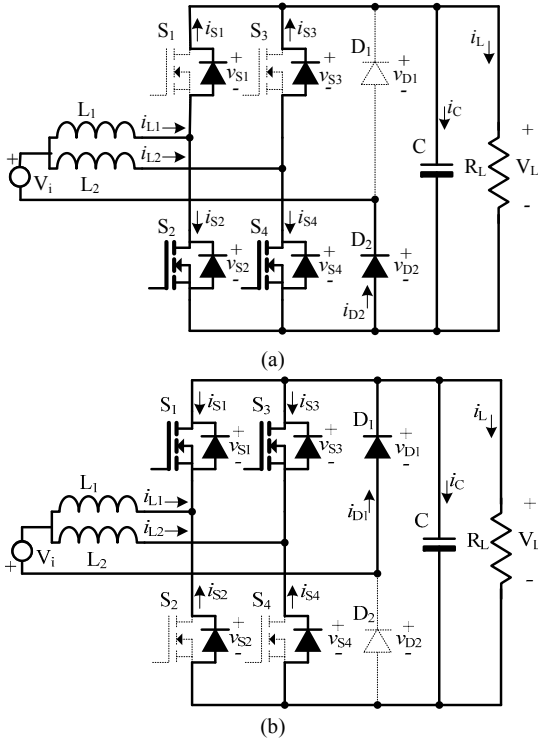 S1 iS1 S3 iS3 D1 iL
+ vS1 - + vS3 - + vD1 -
L1 iL1 iC
L2 iL2 C RL + VL -
+ Vi
S2 iS2 S4 iS4 D2
+ vS2 - + vS4 - + vD2 -
iD2
(a)
S1 iS1 S3 iS3 D1 iL
+ vS1 - + vS3 - + vD1 -
L1 iL1 iD1 iC
L2 iL2 C RL + VL -
+ Vi
S2 iS2 S4 iS4 D2
+ vS2 - + vS4 - + vD2 -
(b)